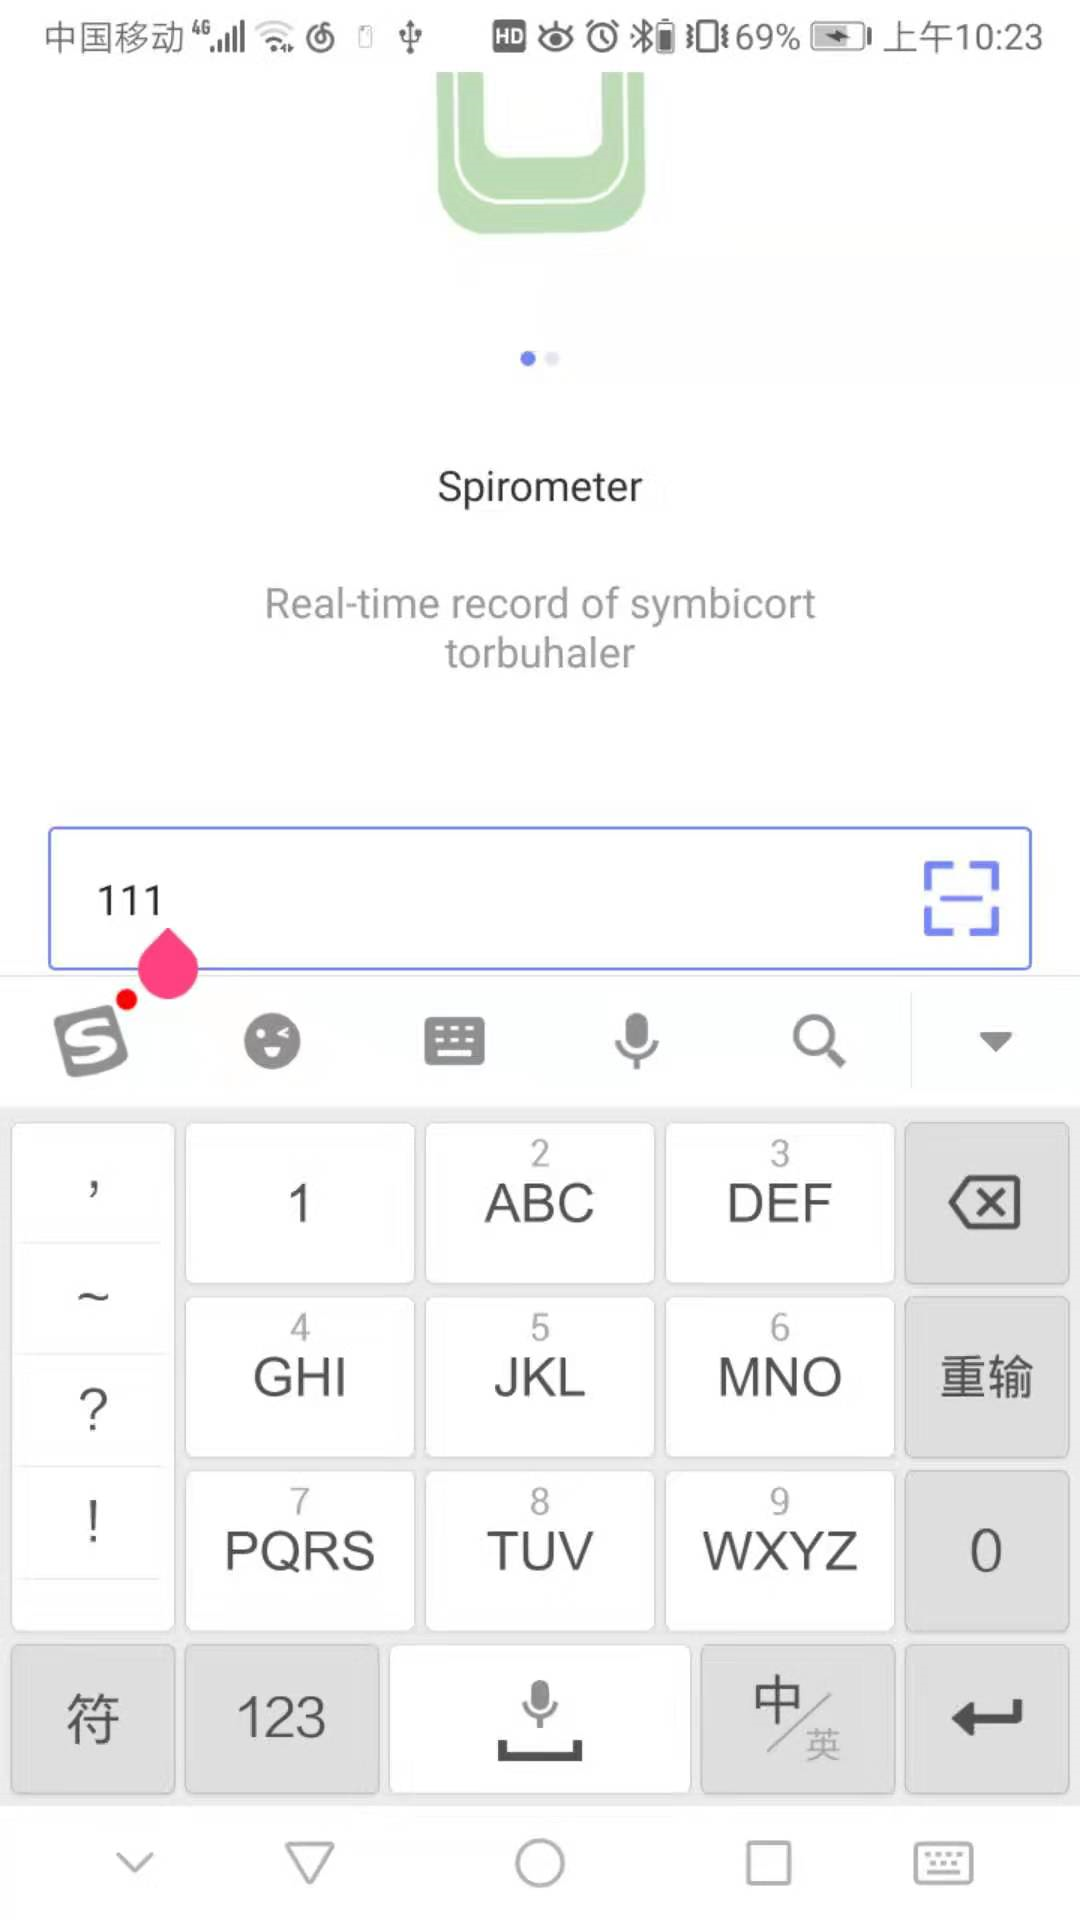 中国移动 4G HD 69% 上午10:23
Spirometer
Real-time record of symbicort
torbuhaler
111
, 1 2 ABC 3 DEF
~ 4 GHI 5 JKL 6 MNO 重输
?
! 7 PQRS 8 TUV 9 WXYZ 0
符 123 中/英